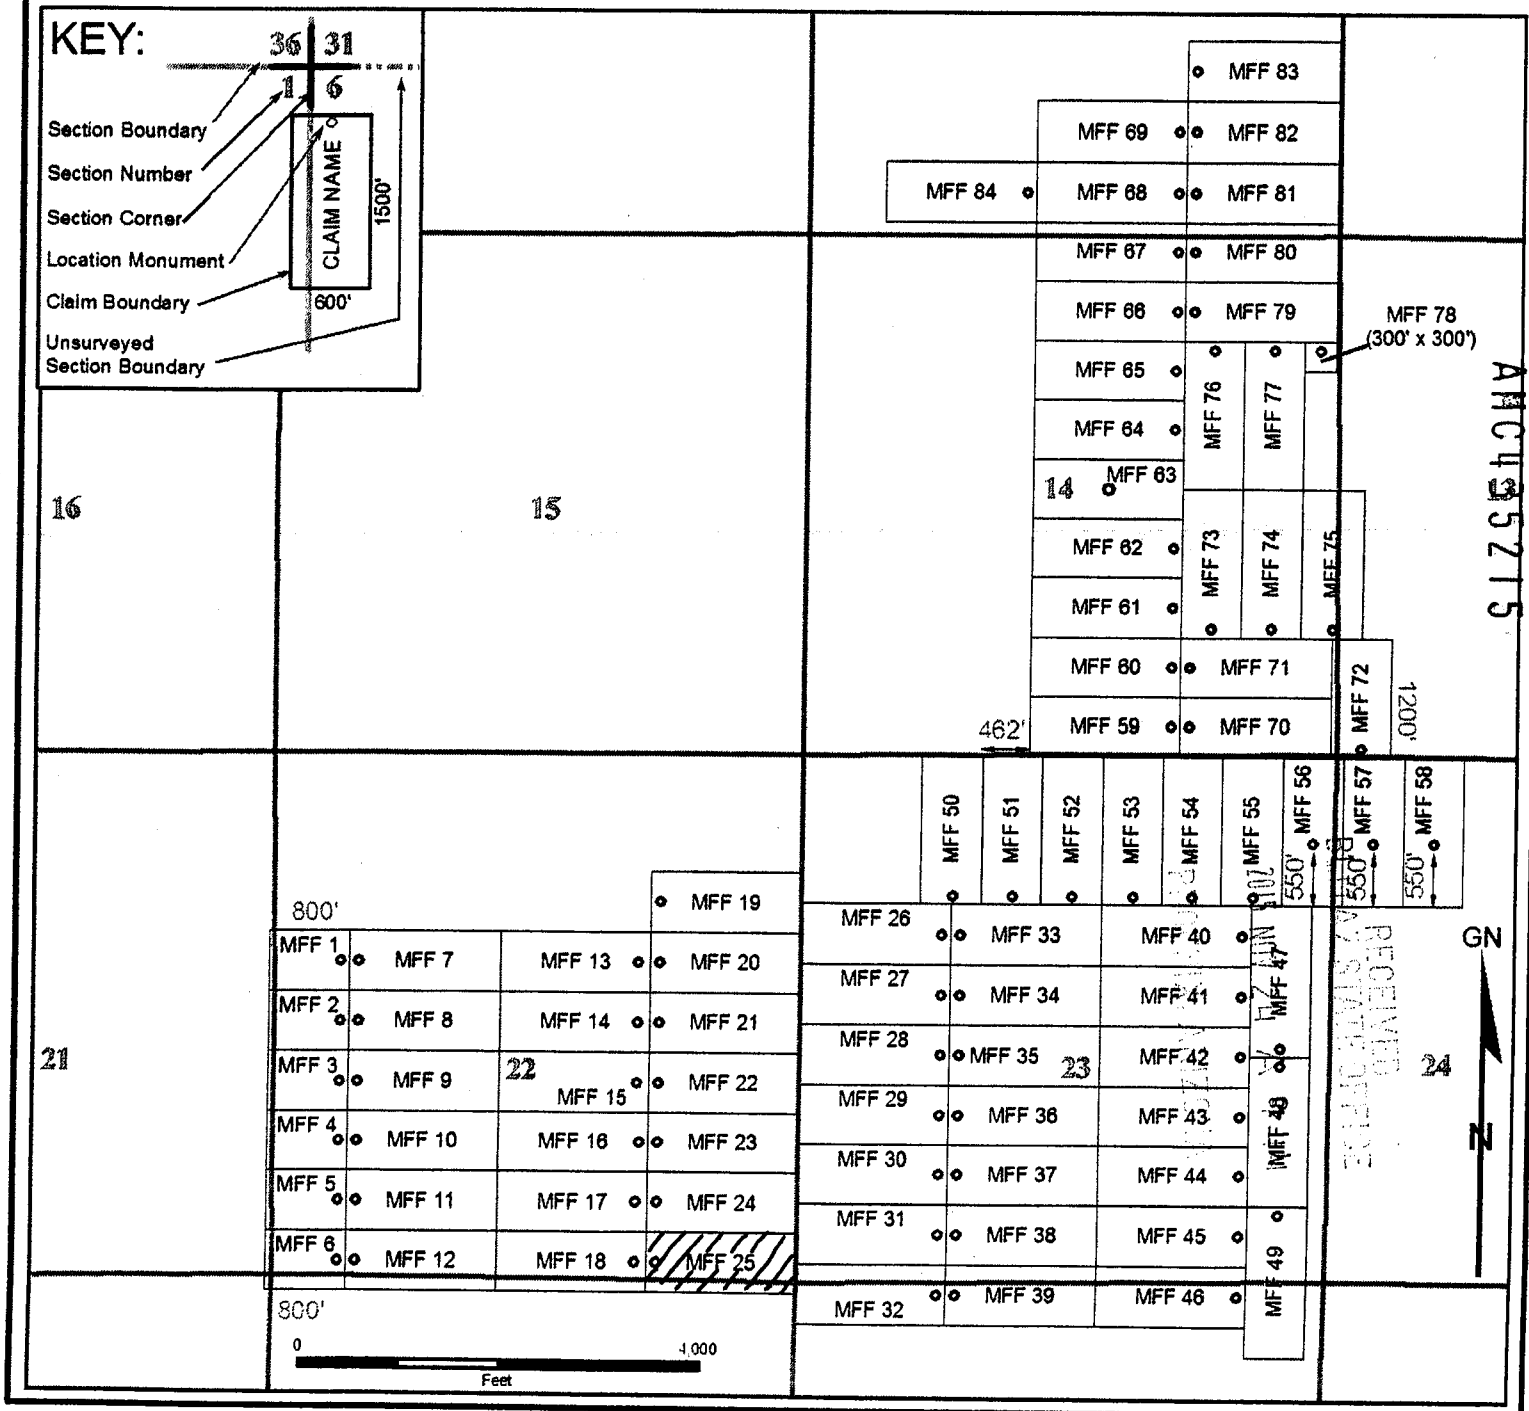 KEY:
36 31
1 6
Section Boundary
Section Number
Section Corner
Location Monument
Claim Boundary
Unsurveyed
Section Boundary
CLAIM NAME
1500'
600'
MFF 83
MFF 69 MFF 82
MFF 84 MFF 68 MFF 81
MFF 67 MFF 80
MFF 66 MFF 79
MFF 78
(300' x 300')
MFF 65
MFF 76
MFF 77
MFF 64
MFF 63
16
15
14
13
AMC435215
MFF 62
MFF 73
MFF 74
MFF 75
MFF 61
MFF 60 MFF 71
MFF 72
1200'
462'
MFF 59 MFF 70
MFF 50
MFF 51
MFF 52
MFF 53
MFF 54
MFF 55
MFF 56
MFF 57
MFF 58
550'
550'
550'
800'
MFF 19
MFF 26 MFF 33 MFF 40
MFF 1 MFF 7 MFF 13 MFF 20
MFF 27 MFF 34 MFF 41
MFF 47
MFF 2 MFF 8 MFF 14 MFF 21
MFF 28 MFF 35 MFF 42
21
22
23
24
MFF 3 MFF 9 MFF 15 MFF 22
MFF 29 MFF 36 MFF 43
MFF 48
MFF 4 MFF 10 MFF 16 MFF 23
MFF 30 MFF 37 MFF 44
MFF 5 MFF 11 MFF 17 MFF 24
MFF 31 MFF 38 MFF 45
MFF 6 MFF 12 MFF 18 MFF 25
MFF 49
MFF 32 MFF 39 MFF 46
800'
RECEIVED
AZ STATE OFFICE
GN
N
0 4,000
Feet